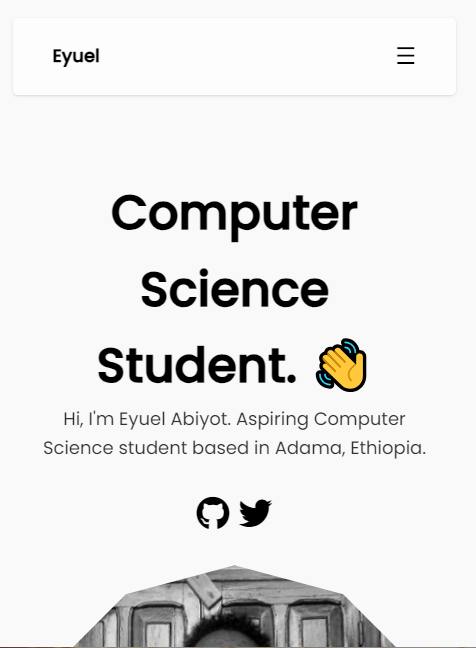 Eyuel
Computer
Science
Student. 👋
Hi, I'm Eyuel Abiyot. Aspiring Computer
Science student based in Adama, Ethiopia.